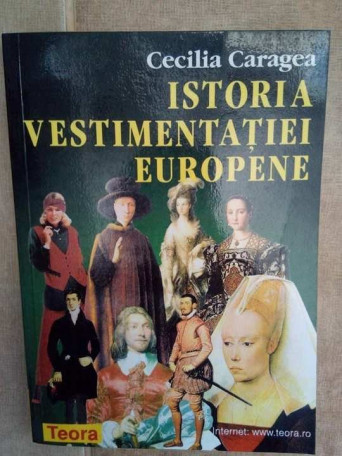 Cecilia Caragea
ISTORIA
VESTIMENTAȚIEI
EUROPENE
Teora
Internet: www.teora.ro